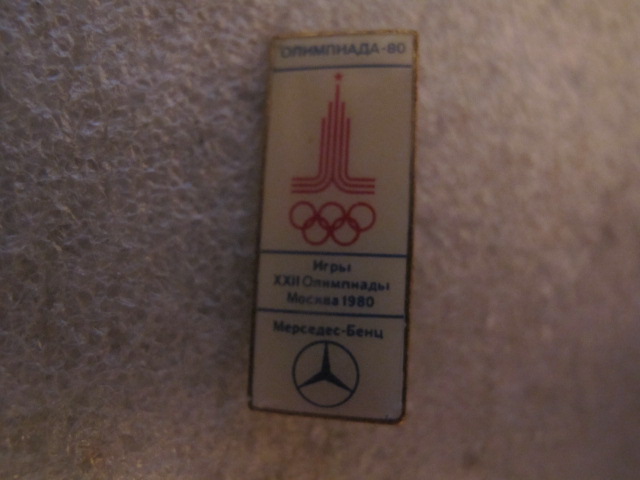 ОЛИМПИАДА-80
Игры
XXII Олимпиады
Москва 1980
Мерседес-Бенц